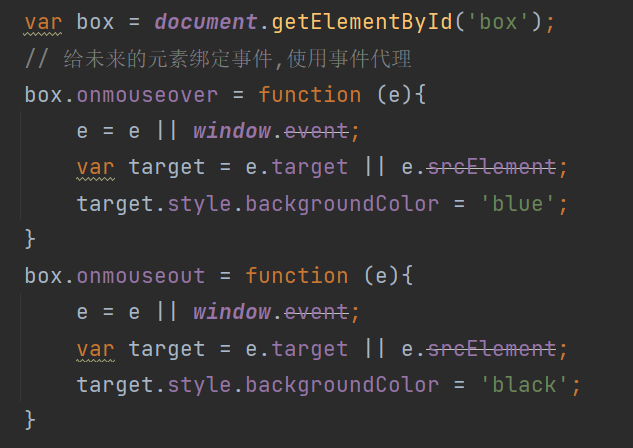 var box = document.getElementById('box');
// 给未来的元素绑定事件,使用事件代理
box.onmouseover = function (e){
    e = e || window.event;
    var target = e.target || e.srcElement;
    target.style.backgroundColor = 'blue';
}
box.onmouseout = function (e){
    e = e || window.event;
    var target = e.target || e.srcElement;
    target.style.backgroundColor = 'black';
}